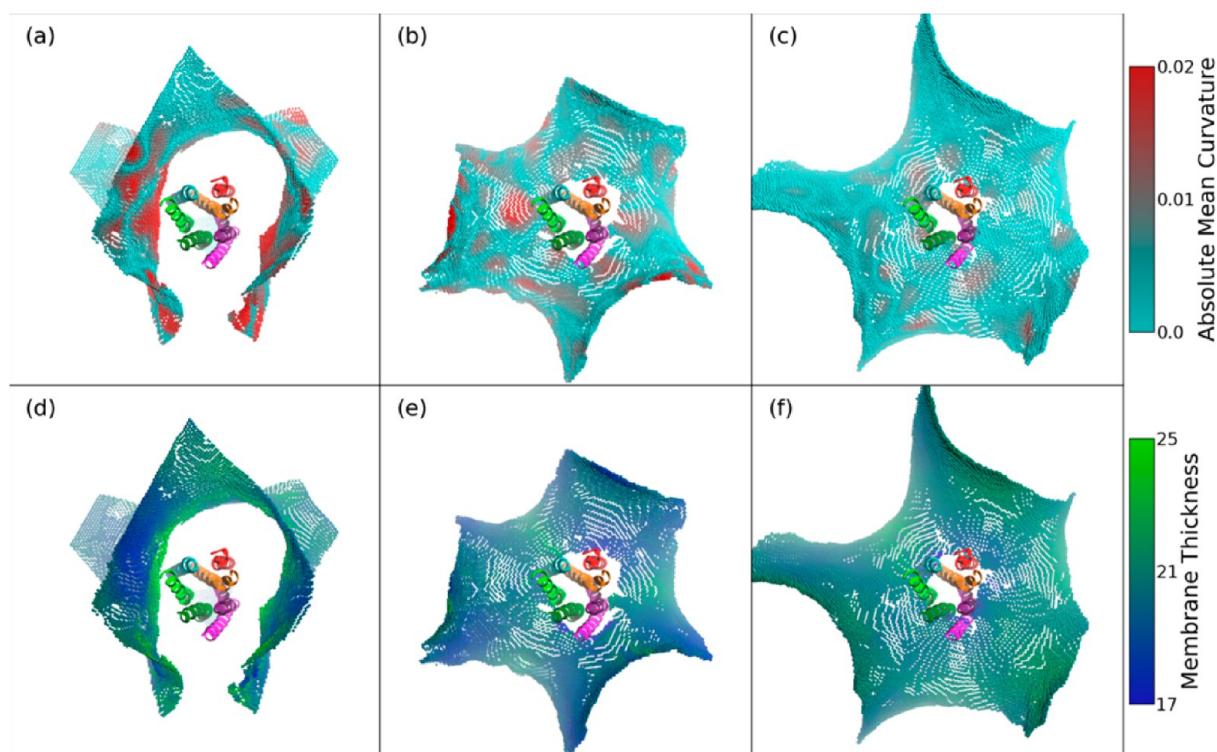 (a)
(b)
(c)
0.02
0.01
0.0
Absolute Mean Curvature
(d)
(e)
(f)
25
21
17
Membrane Thickness